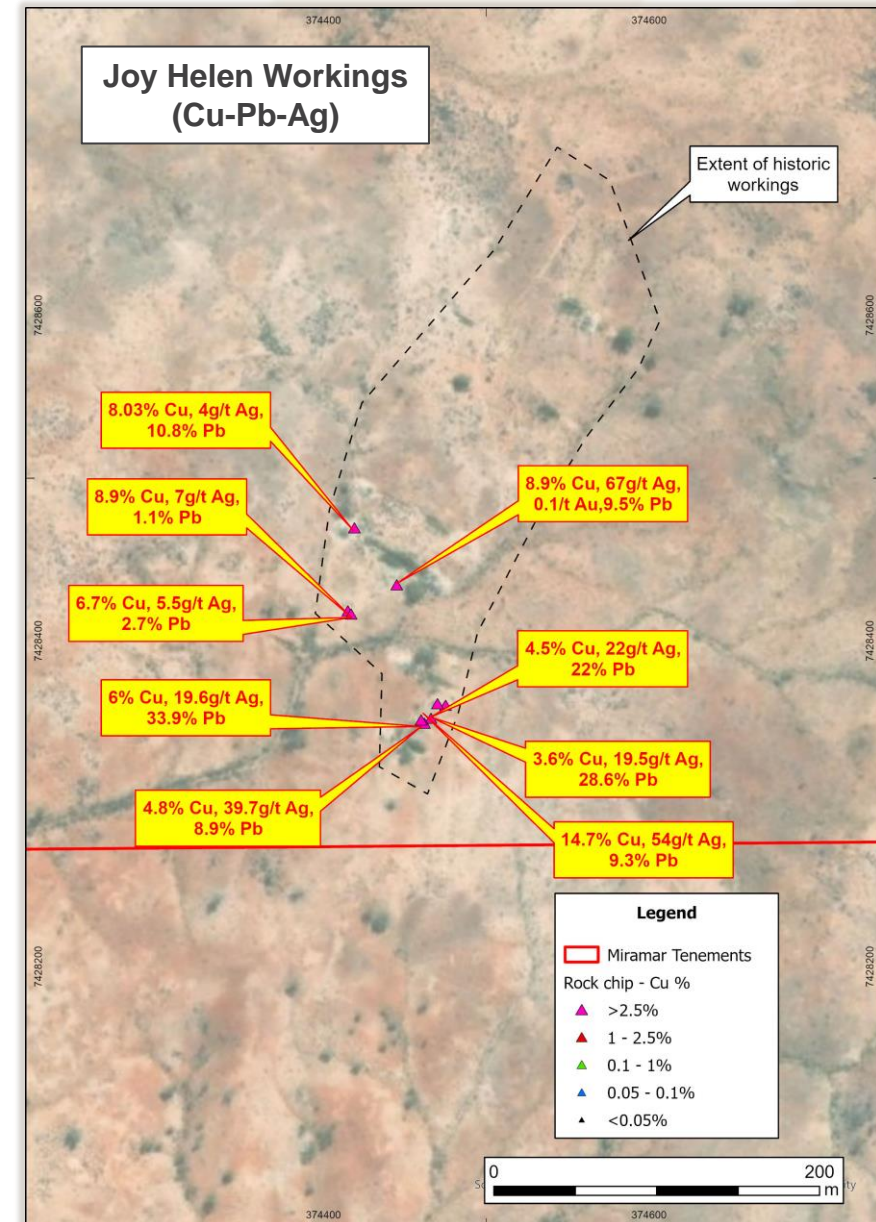 374400
374600
Joy Helen Workings
(Cu-Pb-Ag)
Extent of historic
workings
7428600
7428600
8.03% Cu, 4g/t Ag,
10.8% Pb
8.9% Cu, 67g/t Ag,
0.1/t Au,9.5% Pb
8.9% Cu, 7g/t Ag,
1.1% Pb
6.7% Cu, 5.5g/t Ag,
2.7% Pb
7428400
7428400
4.5% Cu, 22g/t Ag,
22% Pb
6% Cu, 19.6g/t Ag,
33.9% Pb
3.6% Cu, 19.5g/t Ag,
28.6% Pb
4.8% Cu, 39.7g/t Ag,
8.9% Pb
14.7% Cu, 54g/t Ag,
9.3% Pb
7428200
7428200
Legend
Miramar Tenements
Rock chip - Cu %
>2.5%
1 - 2.5%
0.1 - 1%
0.05 - 0.1%
<0.05%
0
200
m
374400
374600